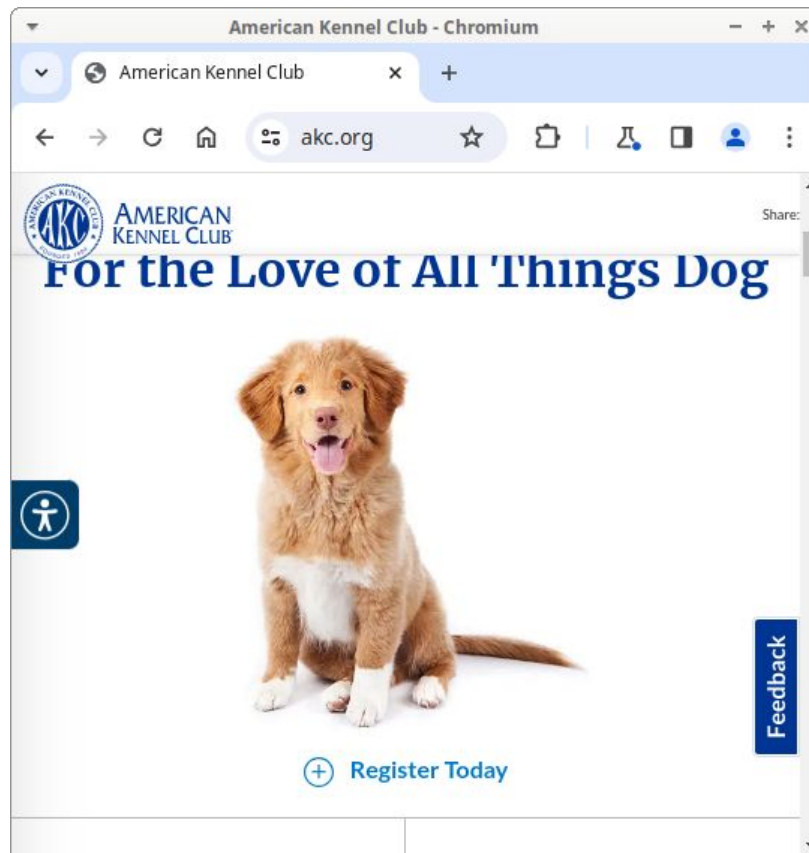 American Kennel Club - Chromium
American Kennel Club
akc.org
AKC
AMERICAN
KENNEL CLUB
Share:
For the Love of All Things Dog
Feedback
Register Today